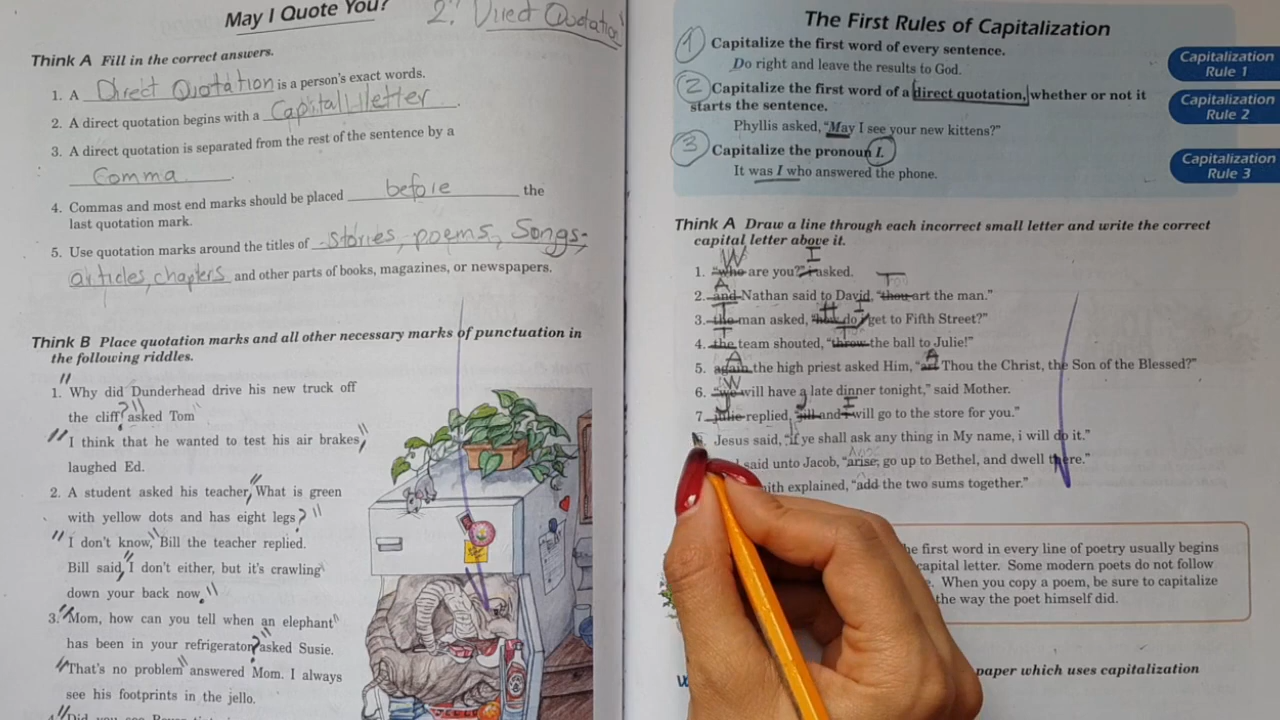 May I Quote You?
2. Direct Quotation
Think A Fill in the correct answers.
1. A Direct Quotation is a person's exact words.
2. A direct quotation begins with a Capital letter.
3. A direct quotation is separated from the rest of the sentence by a
Comma.
4. Commas and most end marks should be placed before the
last quotation mark.
5. Use quotation marks around the titles of stories, poems, Songs,
articles, chapters and other parts of books, magazines, or newspapers.
Think B Place quotation marks and all other necessary marks of punctuation in
the following riddles.
1. "Why did Dunderhead drive his new truck off
the cliff?" asked Tom
"I think that he wanted to test his air brakes,"
laughed Ed.
2. A student asked his teacher, "What is green
with yellow dots and has eight legs?"
"I don't know," Bill the teacher replied.
Bill said, "I don't either, but it's crawling
down your back now."
3. "Mom, how can you tell when an elephant
has been in your refrigerator?" asked Susie.
"That's no problem" answered Mom. I always
see his footprints in the jello.
"Did you see
The First Rules of Capitalization
1 Capitalize the first word of every sentence.
Do right and leave the results to God.
2 Capitalize the first word of a direct quotation, whether or not it
starts the sentence.
Phyllis asked, "May I see your new kittens?"
3 Capitalize the pronoun I.
It was I who answered the phone.
Capitalization
Rule 1
Capitalization
Rule 2
Capitalization
Rule 3
Think A Draw a line through each incorrect small letter and write the correct
capital letter above it.
W I
1. "who are you?" i asked.
A T
2. and Nathan said to David, "thou art the man."
T H I
3. the man asked, "how do i get to Fifth Street?"
T
4. the team shouted, "throw the ball to Julie!"
A A
5. again the high priest asked Him, "art Thou the Christ, the Son of the Blessed?"
W
6. "we will have a late dinner tonight," said Mother.
J J I
7. julie replied, "jill and i will go to the store for you."
Jesus said, "if ye shall ask any thing in My name, i will do it."
said unto Jacob, "arise, go up to Bethel, and dwell there."
explained, "add the two sums together."
he first word in every line of poetry usually begins
capital letter. Some modern poets do not follow
When you copy a poem, be sure to capitalize
the way the poet himself did.
paper which uses capitalization